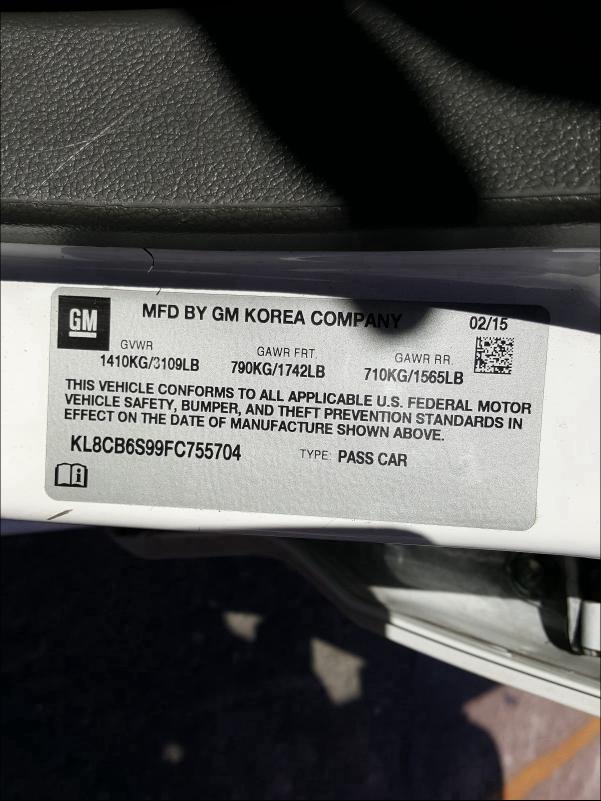 GM
MFD BY GM KOREA COMPANY
02/15
GVWR GAWR FRT. GAWR RR.
1410KG/3109LB 790KG/1742LB 710KG/1565LB
THIS VEHICLE CONFORMS TO ALL APPLICABLE U.S. FEDERAL MOTOR
VEHICLE SAFETY, BUMPER, AND THEFT PREVENTION STANDARDS IN
EFFECT ON THE DATE OF MANUFACTURE SHOWN ABOVE.
KL8CB6S99FC755704 TYPE: PASS CAR